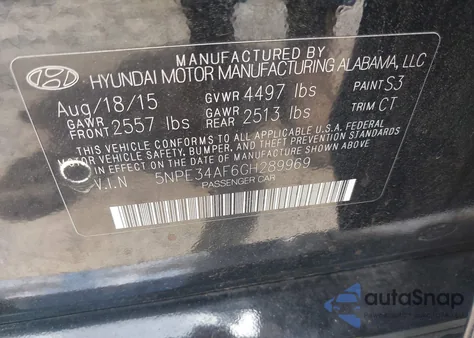 MANUFACTURED BY
HYUNDAI MOTOR MANUFACTURING ALABAMA, LLC
Aug/18/15 GVWR 4497 lbs PAINT S3
GAWR FRONT 2557 lbs GAWR REAR 2513 lbs TRIM CT
THIS VEHICLE CONFORMS TO ALL APPLICABLE U.S.A. FEDERAL
MOTOR VEHICLE SAFETY, BUMPER, AND THEFT PREVENTION STANDARDS
IN EFFECT ON THE DATE OF MANUFACTURE SHOWN ABOVE.
V.I.N 5NPE34AF6GH289969
PASSENGER CAR
autoSnap